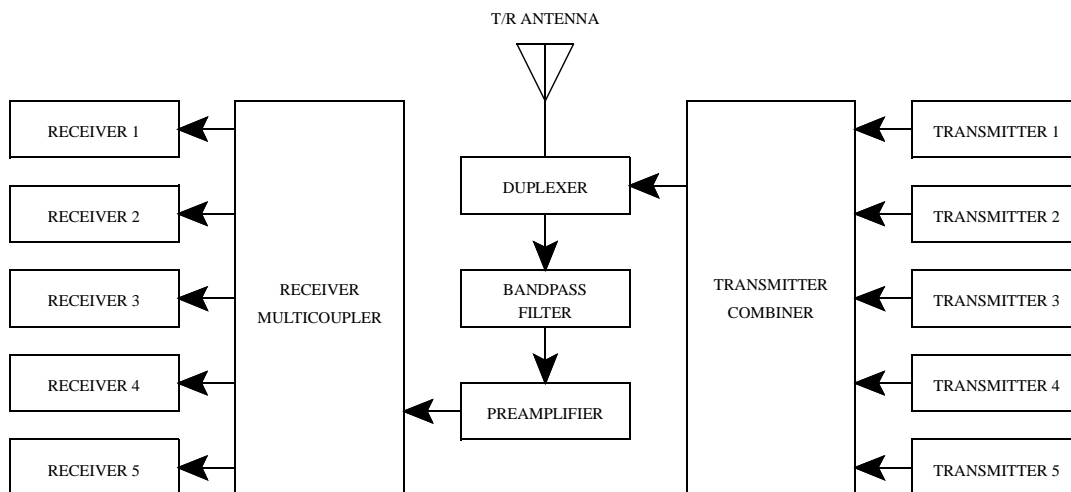 T/R ANTENNA
RECEIVER 1
TRANSMITTER 1
DUPLEXER
RECEIVER 2
TRANSMITTER 2
RECEIVER 3
RECEIVER
MULTICOUPLER
BANDPASS
FILTER
TRANSMITTER
COMBINER
TRANSMITTER 3
RECEIVER 4
TRANSMITTER 4
PREAMPLIFIER
RECEIVER 5
TRANSMITTER 5